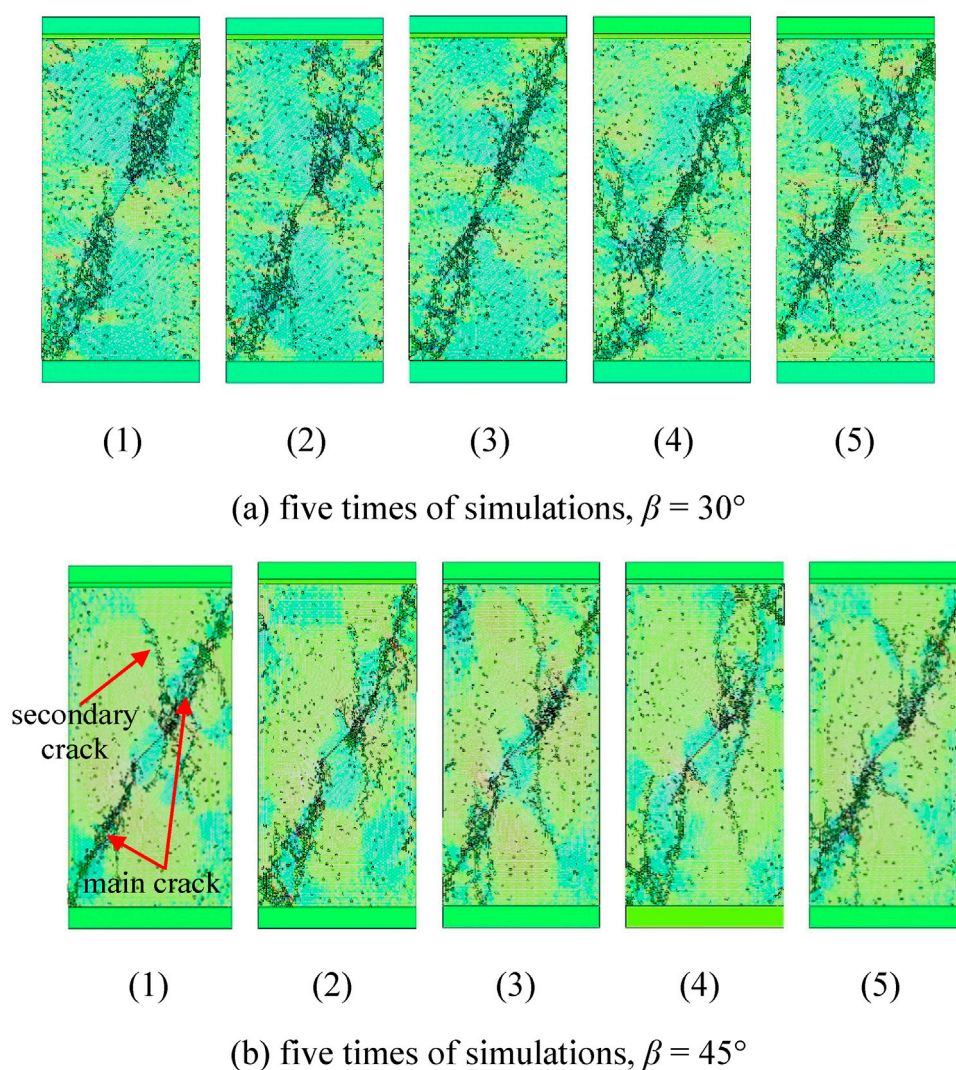 (1) (2) (3) (4) (5)
(a) five times of simulations, β = 30°
secondary
crack
main crack
(1) (2) (3) (4) (5)
(b) five times of simulations, β = 45°